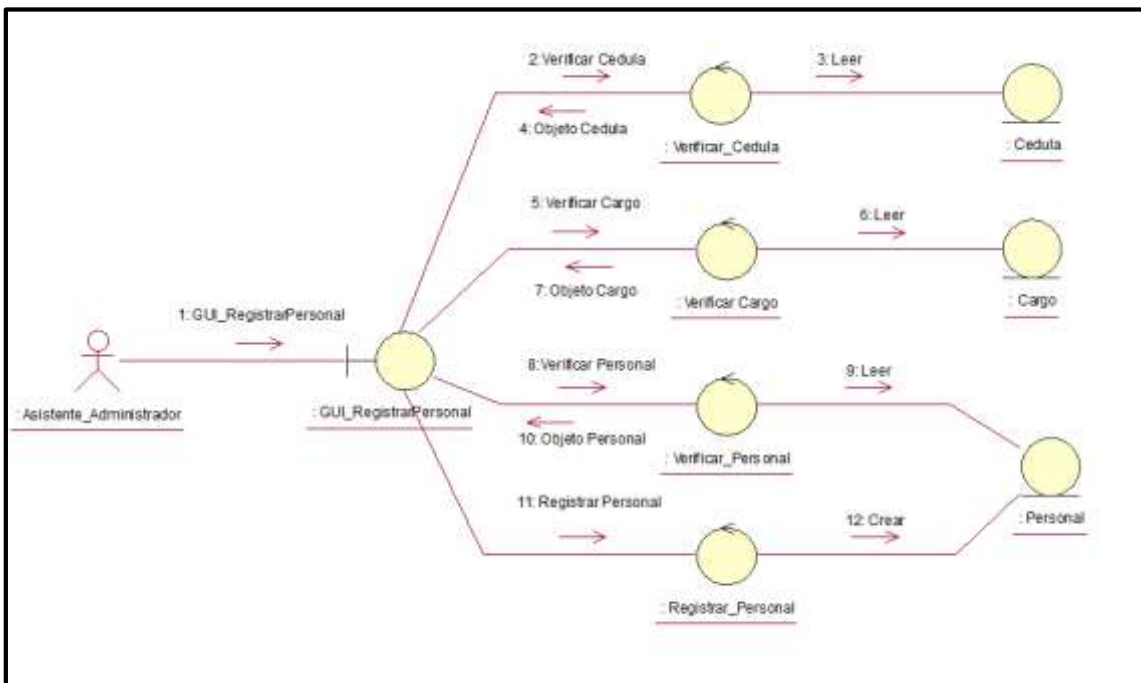 2: Verificar Cedula
3: Leer
4: Objeto Cedula
: Verificar_Cedula
: Cedula
5: Verificar Cargo
6: Leer
7: Objeto Cargo
: Verificar Cargo
: Cargo
1: GUI_RegistrarPersonal
: Asistente_Administrador
: GUI_RegistrarPersonal
8: Verificar Personal
9: Leer
10: Objeto Personal
: Verificar_Personal
11: Registrar Personal
12: Crear
: Personal
: Registrar_Personal